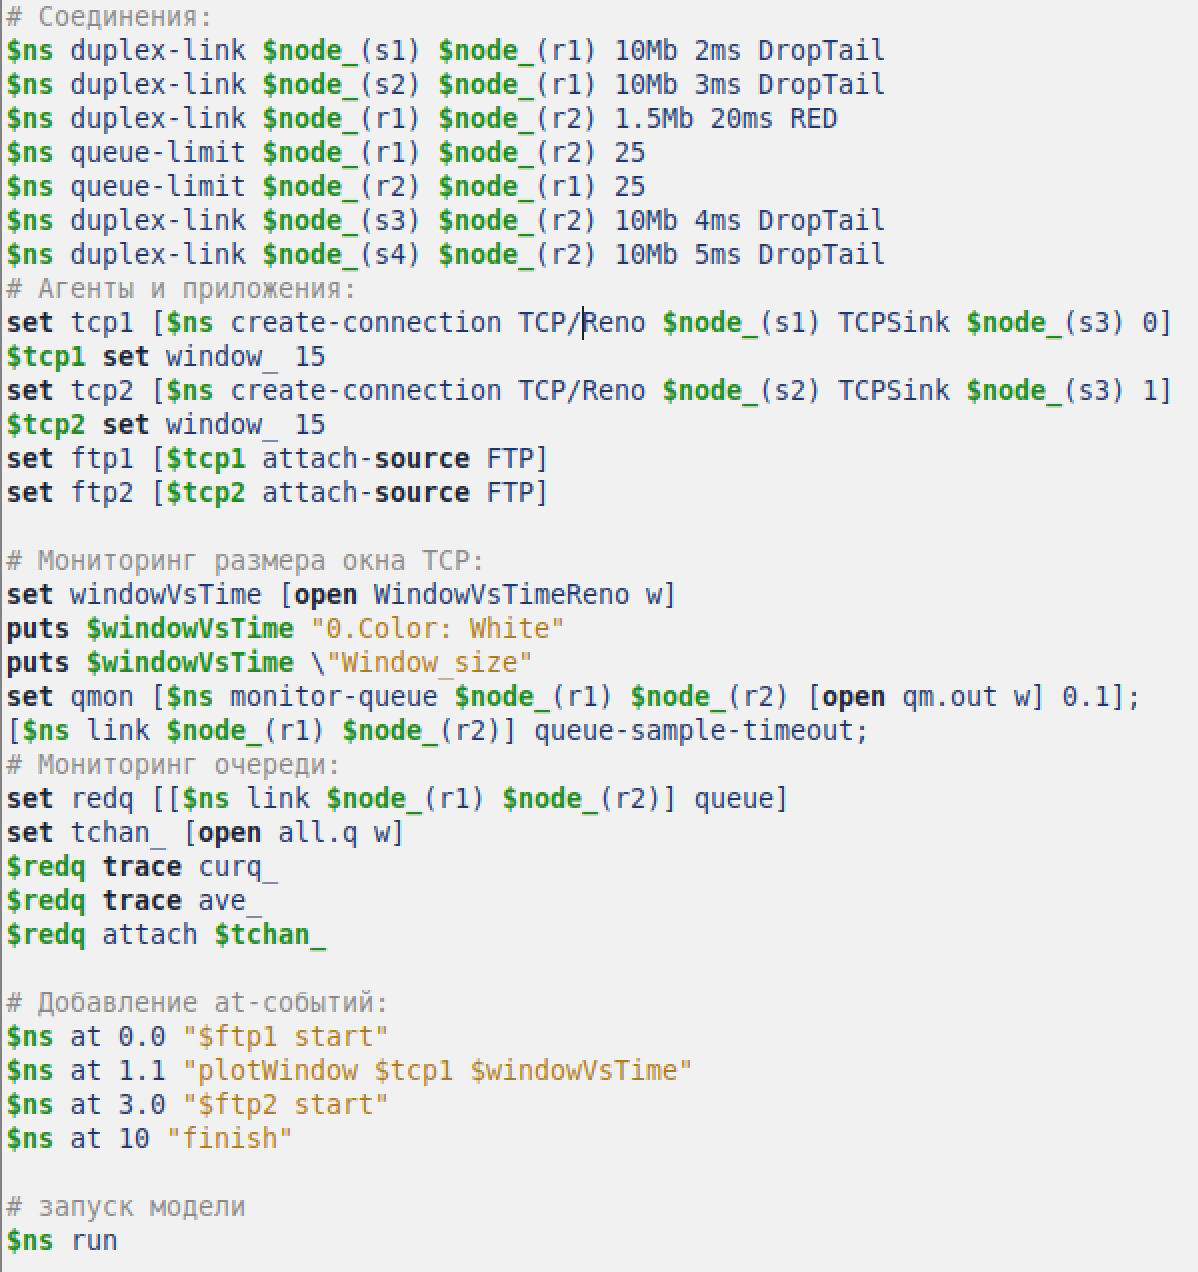 # Соединения:
$ns duplex-link $node_(s1) $node_(r1) 10Mb 2ms DropTail
$ns duplex-link $node_(s2) $node_(r1) 10Mb 3ms DropTail
$ns duplex-link $node_(r1) $node_(r2) 1.5Mb 20ms RED
$ns queue-limit $node_(r1) $node_(r2) 25
$ns queue-limit $node_(r2) $node_(r1) 25
$ns duplex-link $node_(s3) $node_(r2) 10Mb 4ms DropTail
$ns duplex-link $node_(s4) $node_(r2) 10Mb 5ms DropTail
# Агенты и приложения:
set tcp1 [$ns create-connection TCP/Reno $node_(s1) TCPSink $node_(s3) 0]
$tcp1 set window_ 15
set tcp2 [$ns create-connection TCP/Reno $node_(s2) TCPSink $node_(s3) 1]
$tcp2 set window_ 15
set ftp1 [$tcp1 attach-source FTP]
set ftp2 [$tcp2 attach-source FTP]
# Мониторинг размера окна TCP:
set windowVsTime [open WindowVsTimeReno w]
puts $windowVsTime "0.Color: White"
puts $windowVsTime \"Window_size"
set qmon [$ns monitor-queue $node_(r1) $node_(r2) [open qm.out w] 0.1];
[$ns link $node_(r1) $node_(r2)] queue-sample-timeout;
# Мониторинг очереди:
set redq [[$ns link $node_(r1) $node_(r2)] queue]
set tchan_ [open all.q w]
$redq trace curq_
$redq trace ave_
$redq attach $tchan_
# Добавление at-событий:
$ns at 0.0 "$ftp1 start"
$ns at 1.1 "plotWindow $tcp1 $windowVsTime"
$ns at 3.0 "$ftp2 start"
$ns at 10 "finish"
# запуск модели
$ns run